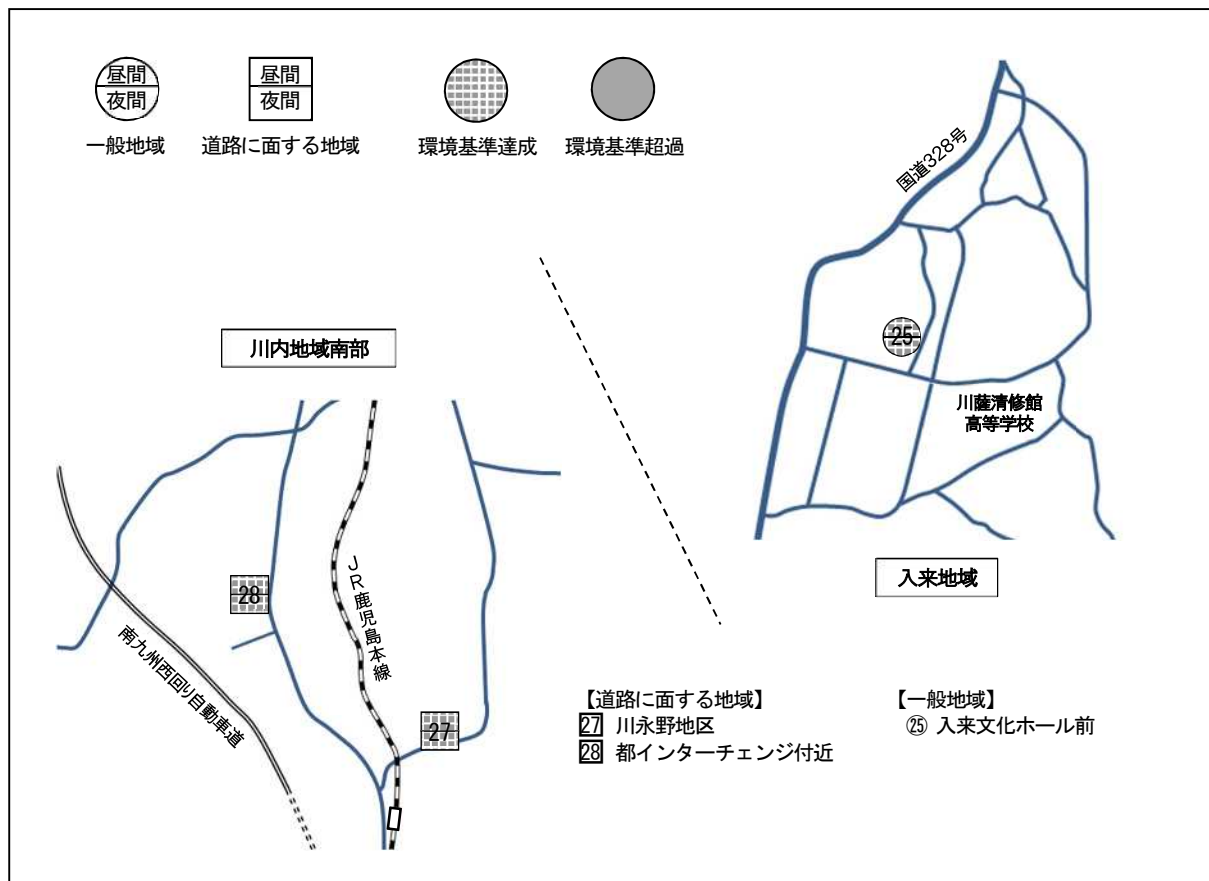 昼間
夜間
一般地域
昼間
夜間
道路に面する地域
環境基準達成
環境基準超過
国道328号
25
川薩清修館
高等学校
入来地域
川内地域南部
28
27
JR鹿児島本線
南九州西回り自動車道
【道路に面する地域】
27 川永野地区
28 都インターチェンジ付近
【一般地域】
㉕ 入来文化ホール前